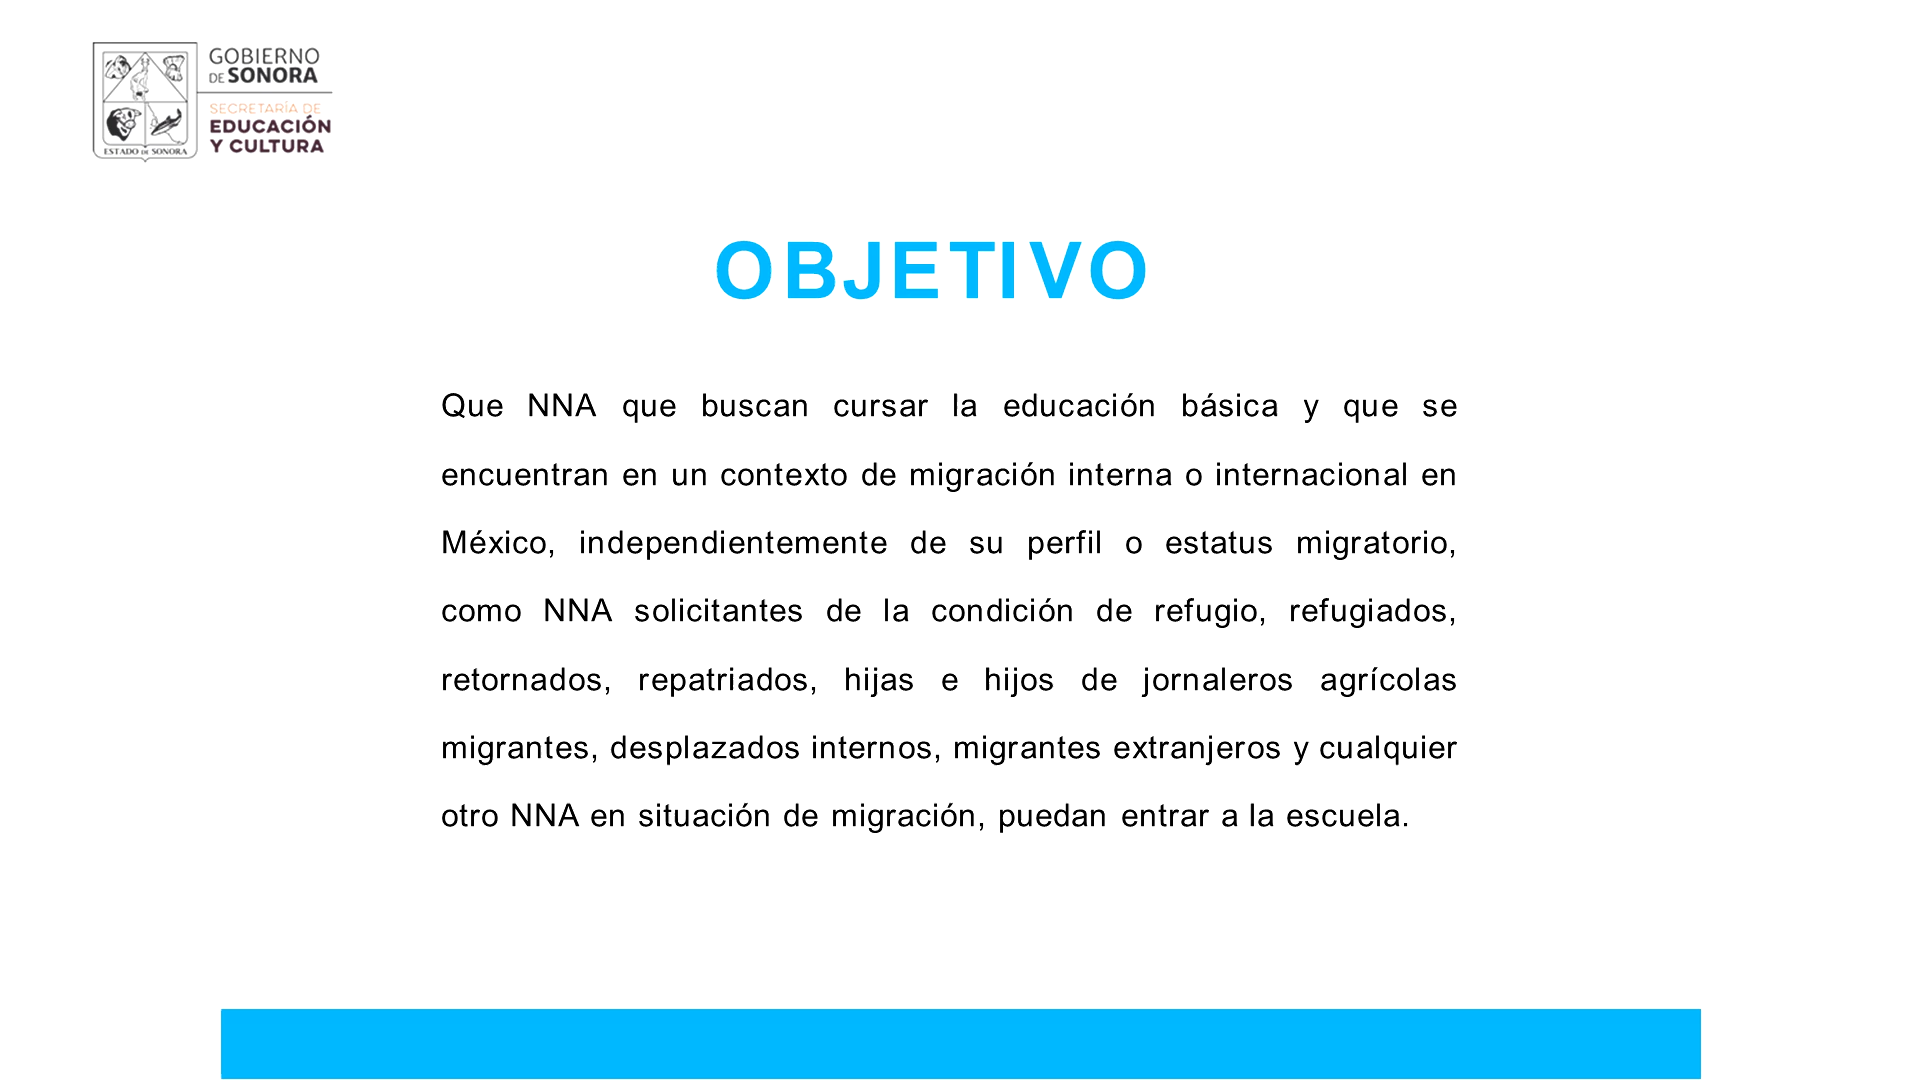 GOBIERNO
DE SONORA
SECRETARÍA DE
EDUCACIÓN
Y CULTURA
ESTADO DE SONORA
OBJETIVO
Que NNA que buscan cursar la educación básica y que se
encuentran en un contexto de migración interna o internacional en
México, independientemente de su perfil o estatus migratorio,
como NNA solicitantes de la condición de refugio, refugiados,
retornados, repatriados, hijas e hijos de jornaleros agrícolas
migrantes, desplazados internos, migrantes extranjeros y cualquier
otro NNA en situación de migración, puedan entrar a la escuela.